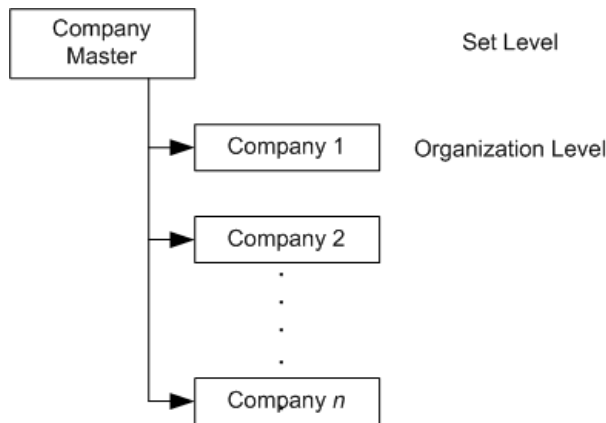 Company
Master
Set Level
Company 1
Organization Level
Company 2
Company n